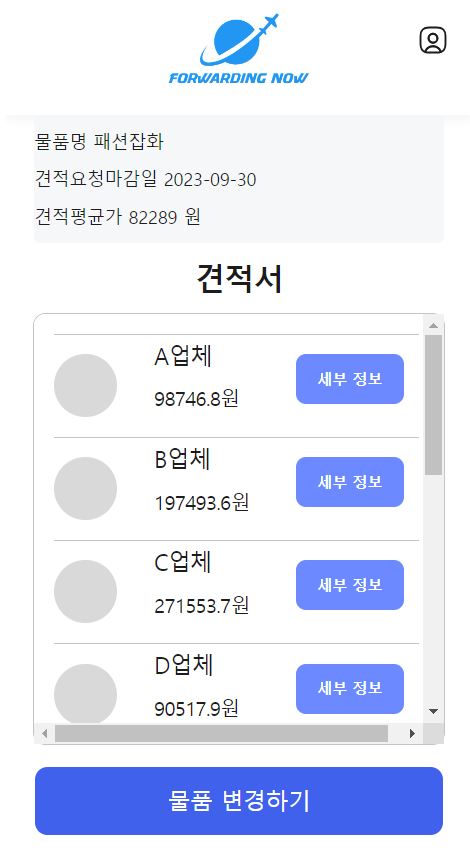 FORWARDING NOW
물품명 패션잡화
견적요청마감일 2023-09-30
견적평균가 82289 원
견적서
A업체
98746.8원
세부 정보
B업체
197493.6원
세부 정보
C업체
271553.7원
세부 정보
D업체
90517.9원
세부 정보
물품 변경하기